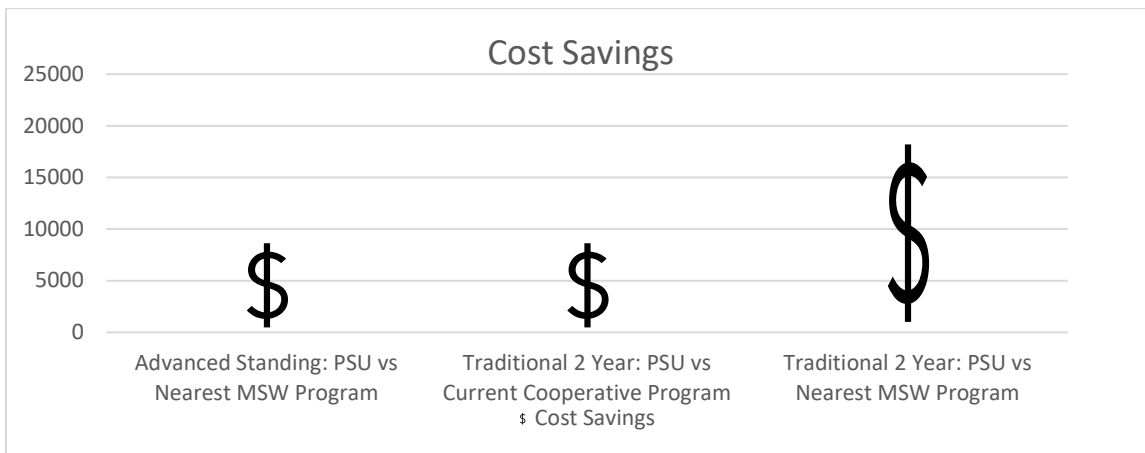 Cost Savings
25000
20000
15000
10000
5000
0
$ $ $
Advanced Standing: PSU vs
Nearest MSW Program
Traditional 2 Year: PSU vs
Current Cooperative Program
Traditional 2 Year: PSU vs
Nearest MSW Program
$ Cost Savings